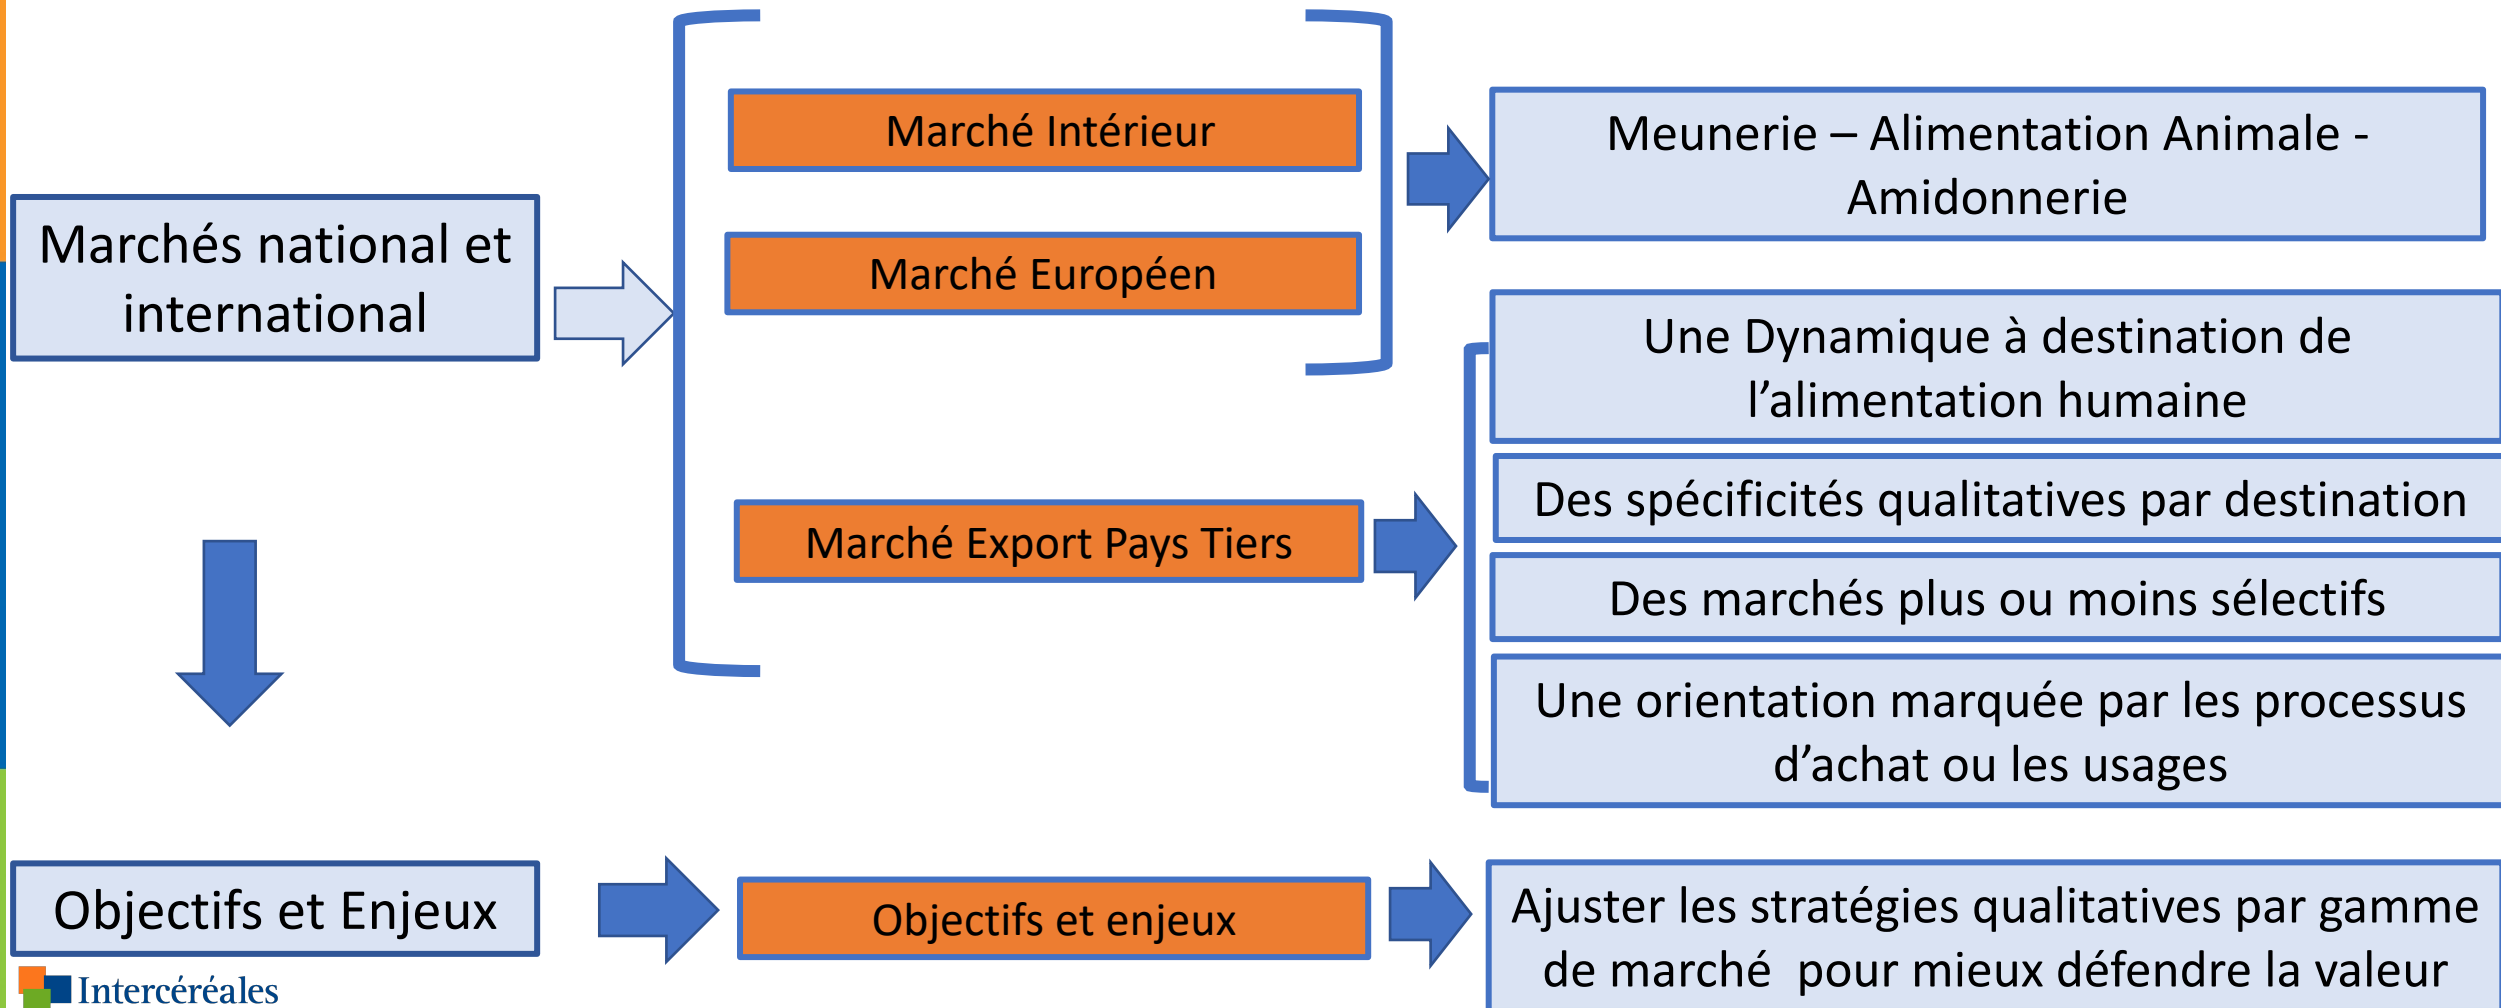 Marchés national et
international
Marché Intérieur
Marché Européen
Meunerie – Alimentation Animale -
Amidonnerie
Marché Export Pays Tiers
Une Dynamique à destination de
l’alimentation humaine
Des spécificités qualitatives par destination
Des marchés plus ou moins sélectifs
Une orientation marquée par les processus
d’achat ou les usages
Objectifs et Enjeux
Objectifs et enjeux
Ajuster les stratégies qualitatives par gamme
de marché  pour mieux défendre la valeur
Intercéréales